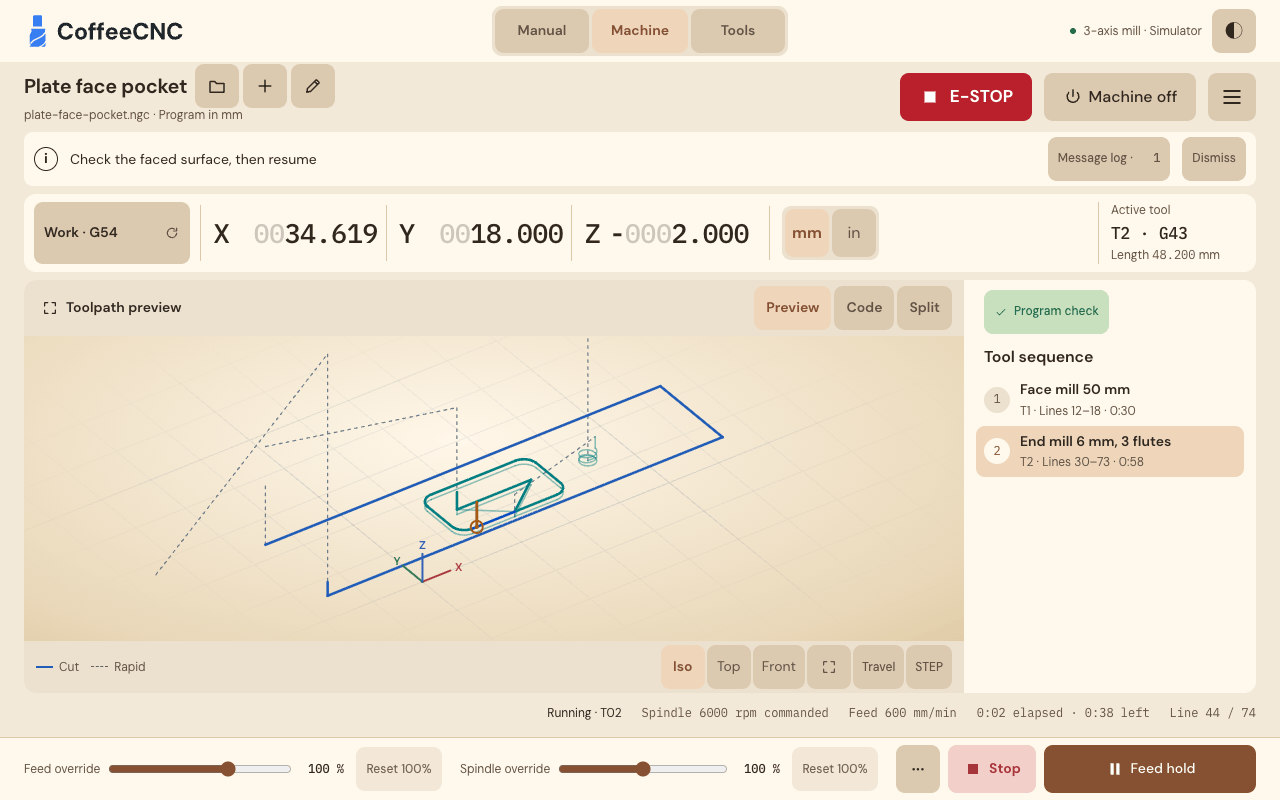 CoffeeCNC
Manual
Machine
Tools
3-axis mill · Simulator
Plate face pocket
plate-face-pocket.ngc · Program in mm
E-STOP
Machine off
Check the faced surface, then resume
Message log · 1
Dismiss
Work · G54
X 0034.619
Y 0018.000
Z -0002.000
mm
in
Active tool
T2 · G43
Length 48.200 mm
Toolpath preview
Preview
Code
Split
Program check
Tool sequence
1
Face mill 50 mm
T1 · Lines 12–18 · 0:30
2
End mill 6 mm, 3 flutes
T2 · Lines 30–73 · 0:58
Z
Y
X
Cut
Rapid
Iso
Top
Front
Travel
STEP
Running · T02
Spindle 6000 rpm commanded
Feed 600 mm/min
0:02 elapsed · 0:38 left
Line 44 / 74
Feed override
100 %
Reset 100%
Spindle override
100 %
Reset 100%
...
Stop
Feed hold